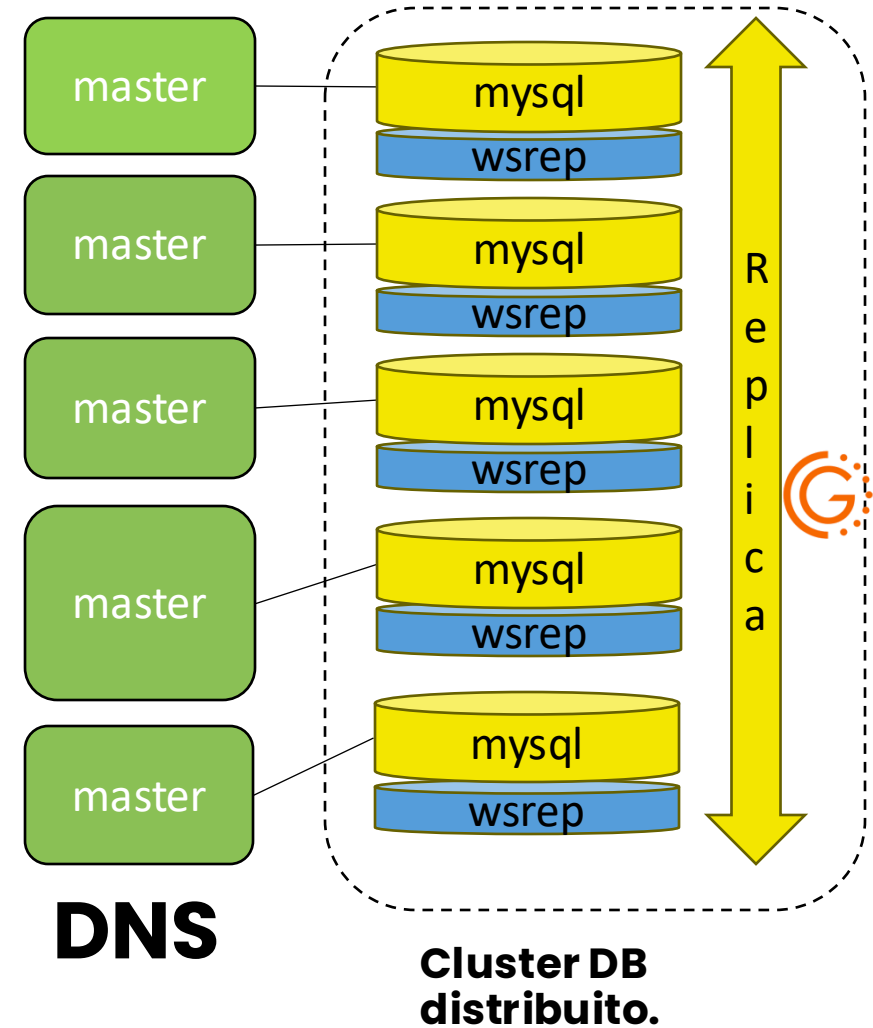 master
mysql
wsrep
master
mysql
wsrep
master
mysql
wsrep
master
mysql
wsrep
master
mysql
wsrep
R
e
p
l
i
c
a
G
DNS
Cluster DB
distribuito.